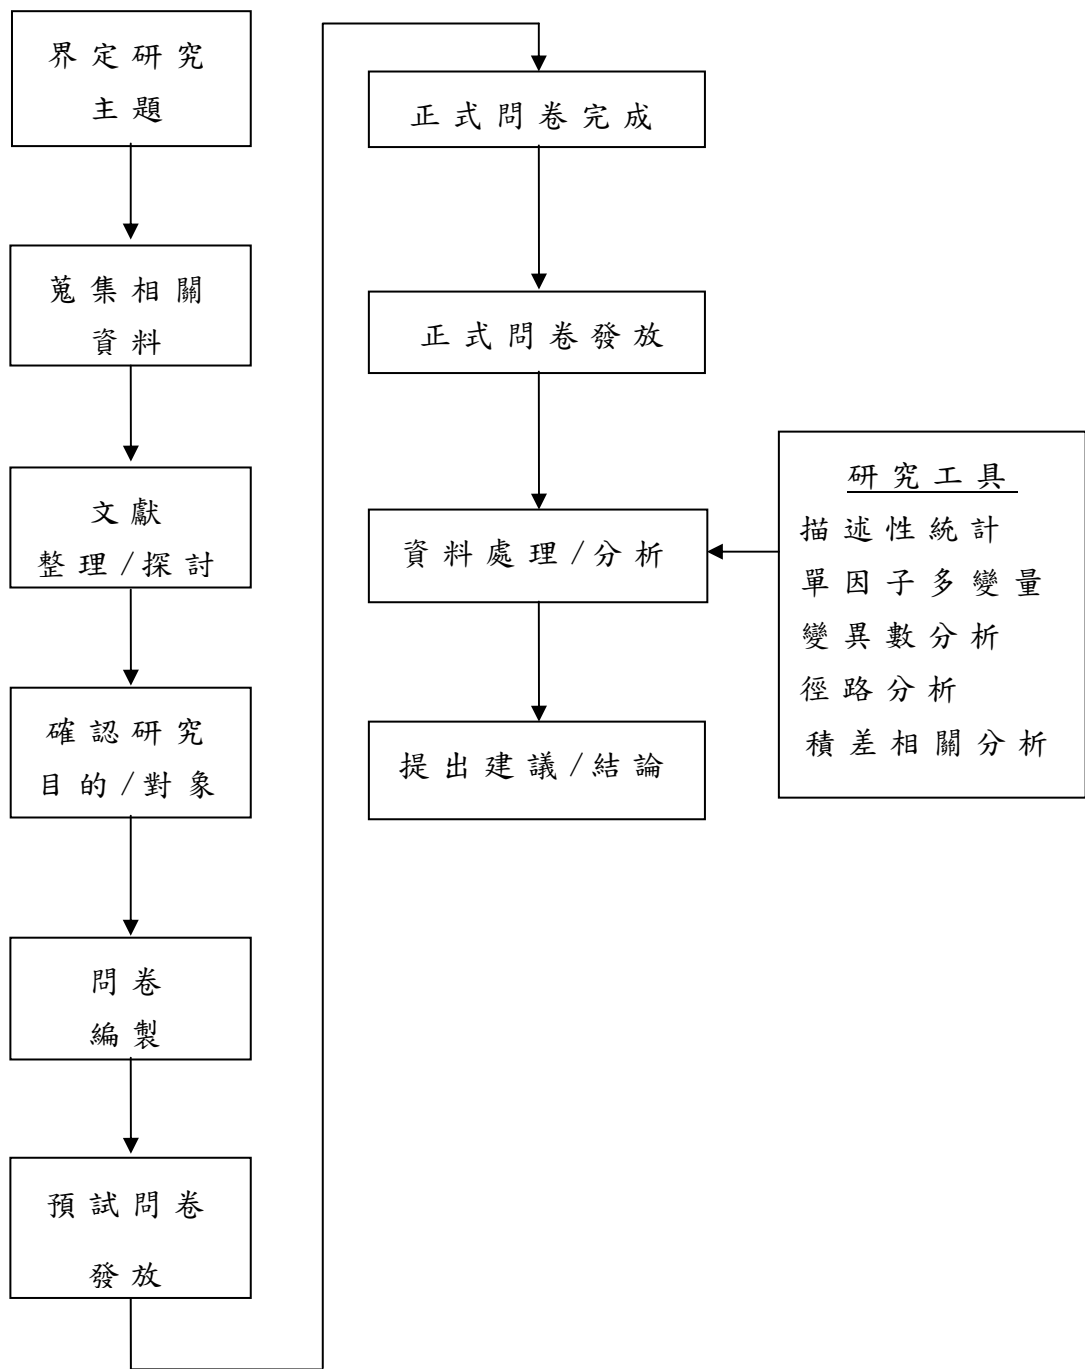 界定研究
主題
蒐集相關
資料
文獻
整理/探討
確認研究
目的/對象
問卷
編製
預試問卷
發放
正式問卷完成
正式問卷發放
資料處理/分析
提出建議/結論
研究工具
描述性統計
單因子多變量
變異數分析
徑路分析
積差相關分析